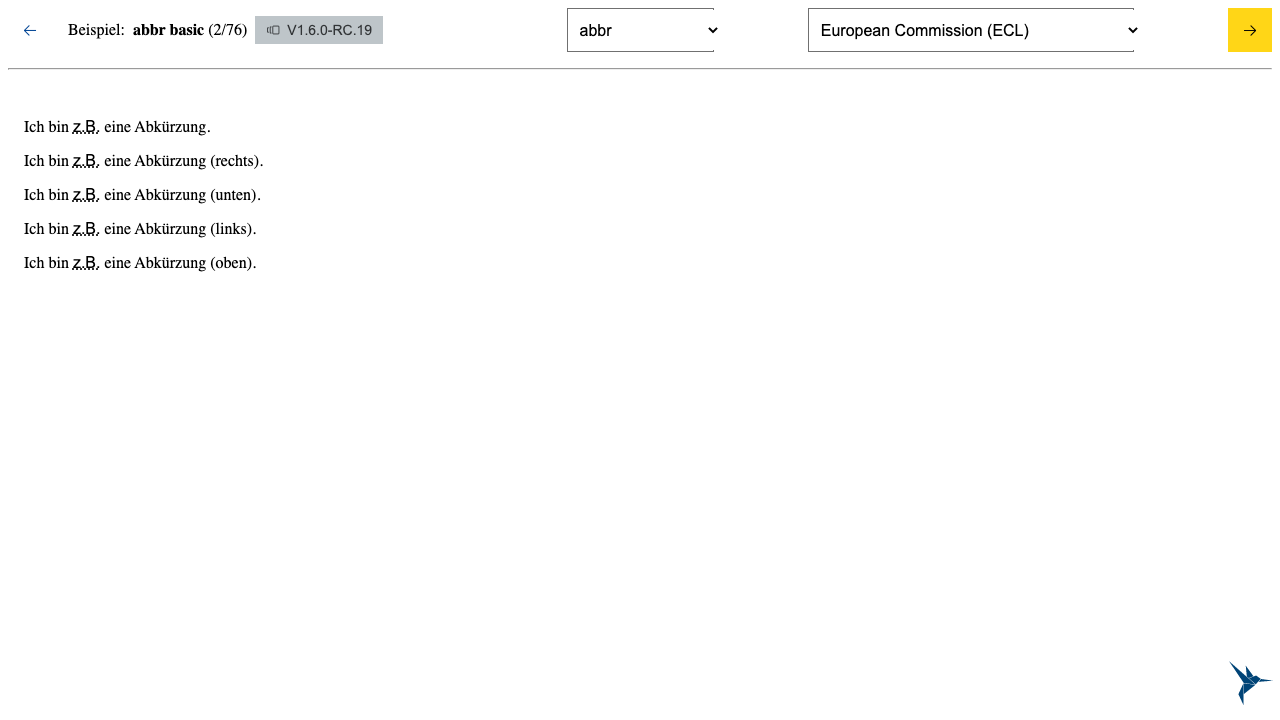 ← Beispiel: abbr basic (2/76) V1.6.0-RC.19 abbr European Commission (ECL) →
Ich bin z.B. eine Abkürzung.
Ich bin z.B. eine Abkürzung (rechts).
Ich bin z.B. eine Abkürzung (unten).
Ich bin z.B. eine Abkürzung (links).
Ich bin z.B. eine Abkürzung (oben).